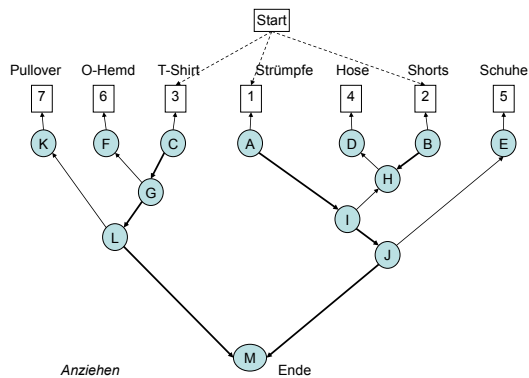 Start
Pullover O-Hemd T-Shirt Strümpfe Hose Shorts Schuhe
7 6 3 1 4 2 5
K F C A D B E
H
G
I
L
J
M
Anziehen Ende